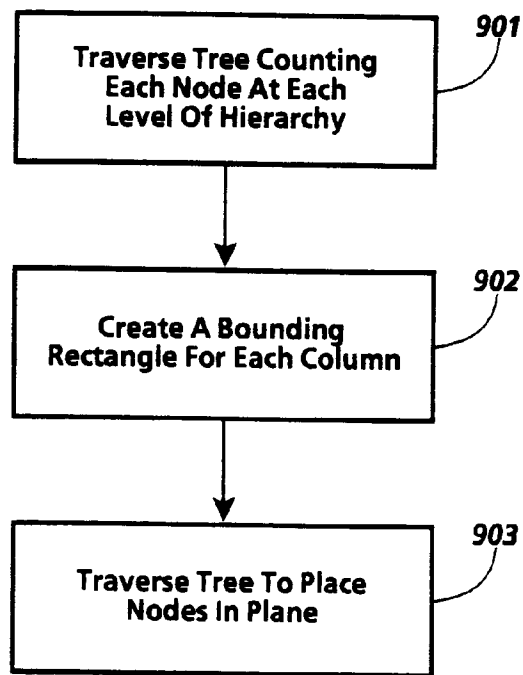 901
Traverse Tree Counting
Each Node At Each
Level Of Hierarchy
902
Create A Bounding
Rectangle For Each Column
903
Traverse Tree To Place
Nodes In Plane